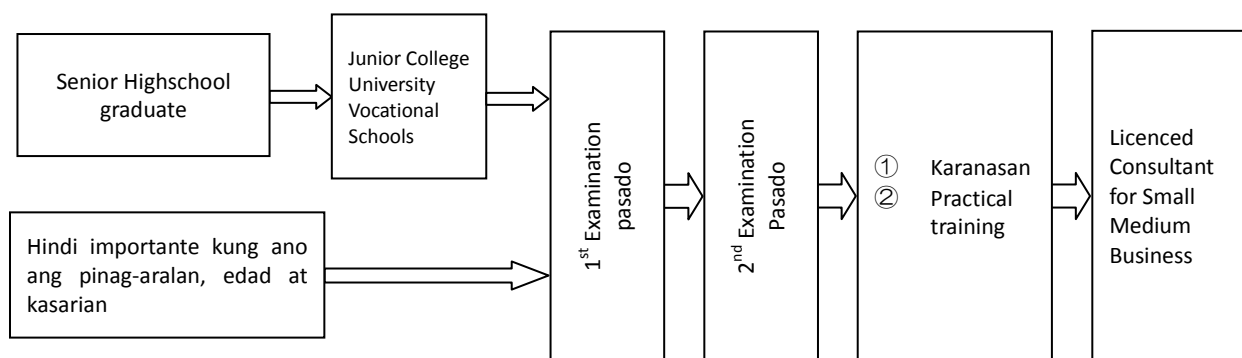 Senior Highschool
graduate
Junior College
University
Vocational
Schools
Hindi importante kung ano
ang pinag-aralan, edad at
kasarian
1st Examination
pasado
2nd Examination
Pasado
① Karanasan
② Practical
training
Licenced
Consultant
for Small
Medium
Business